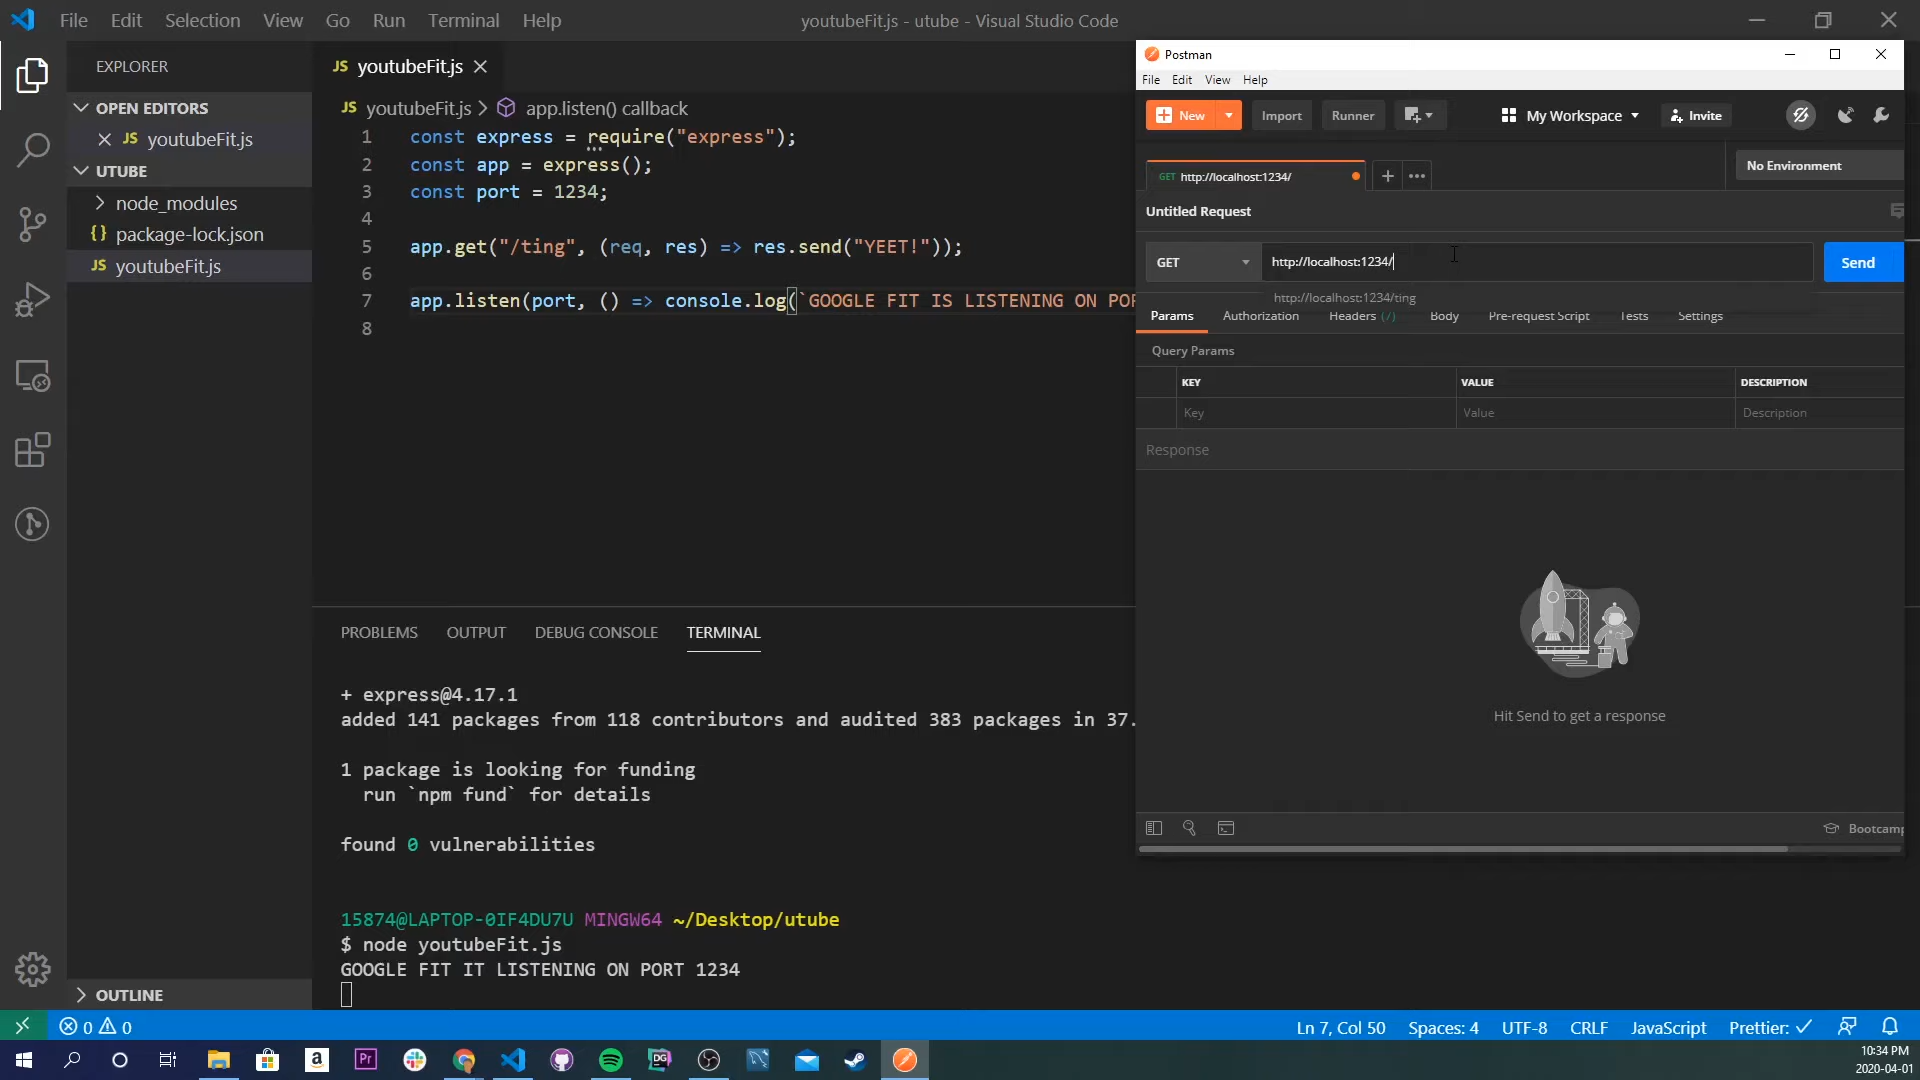 File Edit Selection View Go Run Terminal Help
youtubeFit.js - utube - Visual Studio Code
EXPLORER
OPEN EDITORS
JS youtubeFit.js
UTUBE
node_modules
{} package-lock.json
JS youtubeFit.js
OUTLINE
JS youtubeFit.js
JS youtubeFit.js > app.listen() callback
1 const express = require("express");
2 const app = express();
3 const port = 1234;
4
5 app.get("/ting", (req, res) => res.send("YEET!"));
6
7 app.listen(port, () => console.log(`GOOGLE FIT IS LISTENING ON POR
8
PROBLEMS OUTPUT DEBUG CONSOLE TERMINAL
+ express@4.17.1
added 141 packages from 118 contributors and audited 383 packages in 37.
1 package is looking for funding
run `npm fund` for details
found 0 vulnerabilities
15874@LAPTOP-0IF4DU7U MINGW64 ~/Desktop/utube
$ node youtubeFit.js
GOOGLE FIT IT LISTENING ON PORT 1234
Postman
File Edit View Help
New Import Runner My Workspace Invite
GET http://localhost:1234/
No Environment
Untitled Request
GET http://localhost:1234/ Send
http://localhost:1234/ting
Params Authorization Headers (7) Body Pre-request Script Tests Settings
Query Params
KEY VALUE DESCRIPTION
Key Value Description
Response
Hit Send to get a response
Bootcamp
0 0 Ln 7, Col 50 Spaces: 4 UTF-8 CRLF JavaScript Prettier: ✓
a Pr DG
10:34 PM
2020-04-01